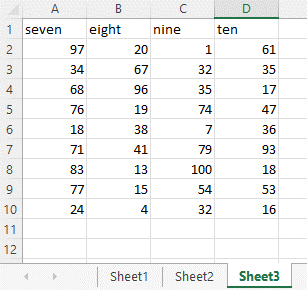 A B C D
1 seven eight nine ten
2 97 20 1 61
3 34 67 32 35
4 68 96 35 17
5 76 19 74 47
6 18 38 7 36
7 71 41 79 93
8 83 13 100 18
9 77 15 54 53
10 24 4 32 16
11
12
Sheet1 Sheet2 Sheet3